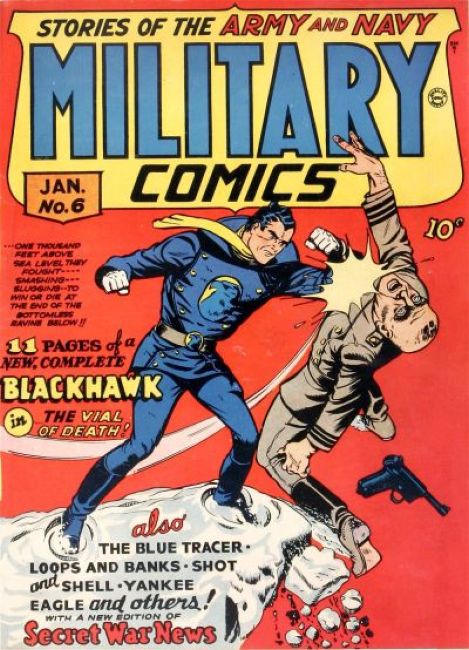 STORIES OF THE ARMY AND NAVY
MILITARY
COMICS
JAN.
No. 6
10¢
---ONE THOUSAND
FEET ABOVE
SEA LEVEL THEY
FOUGHT----
SMASHING---
SLUGGING--TO
WIN OR DIE AT
THE END OF THE
BOTTOMLESS
RAVINE BELOW!!
11 PAGES of a
NEW, COMPLETE
BLACKHAWK
in THE VIAL
OF DEATH!
also
THE BLUE TRACER •
LOOPS AND BANKS • SHOT
and SHELL • YANKEE
EAGLE and others!
WITH A NEW EDITION OF
Secret War News